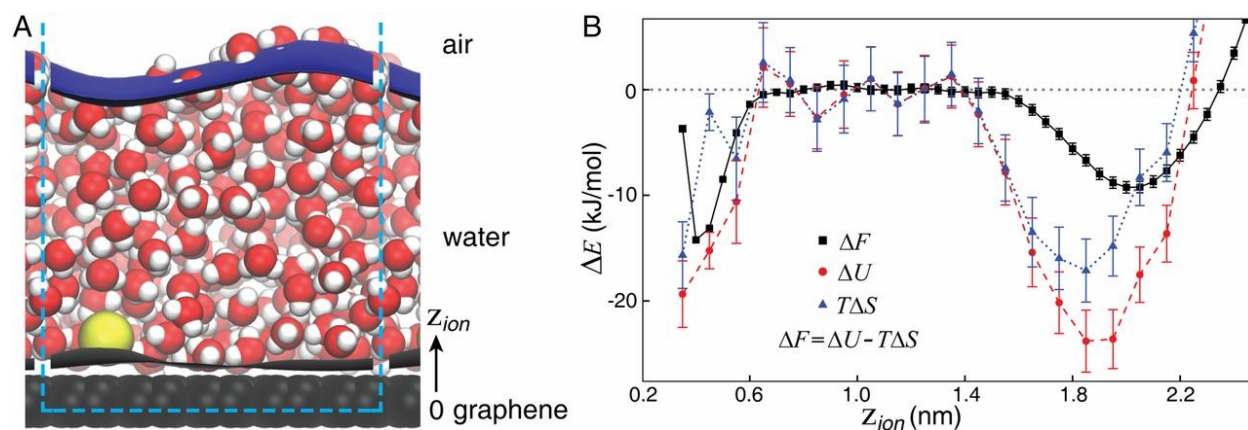 A
air
water
z_ion
0 graphene
B
ΔE (kJ/mol)
0
-10
-20
ΔF
ΔU
TΔS
ΔF = ΔU - TΔS
0.2 0.6 1.0 1.4 1.8 2.2
z_ion (nm)